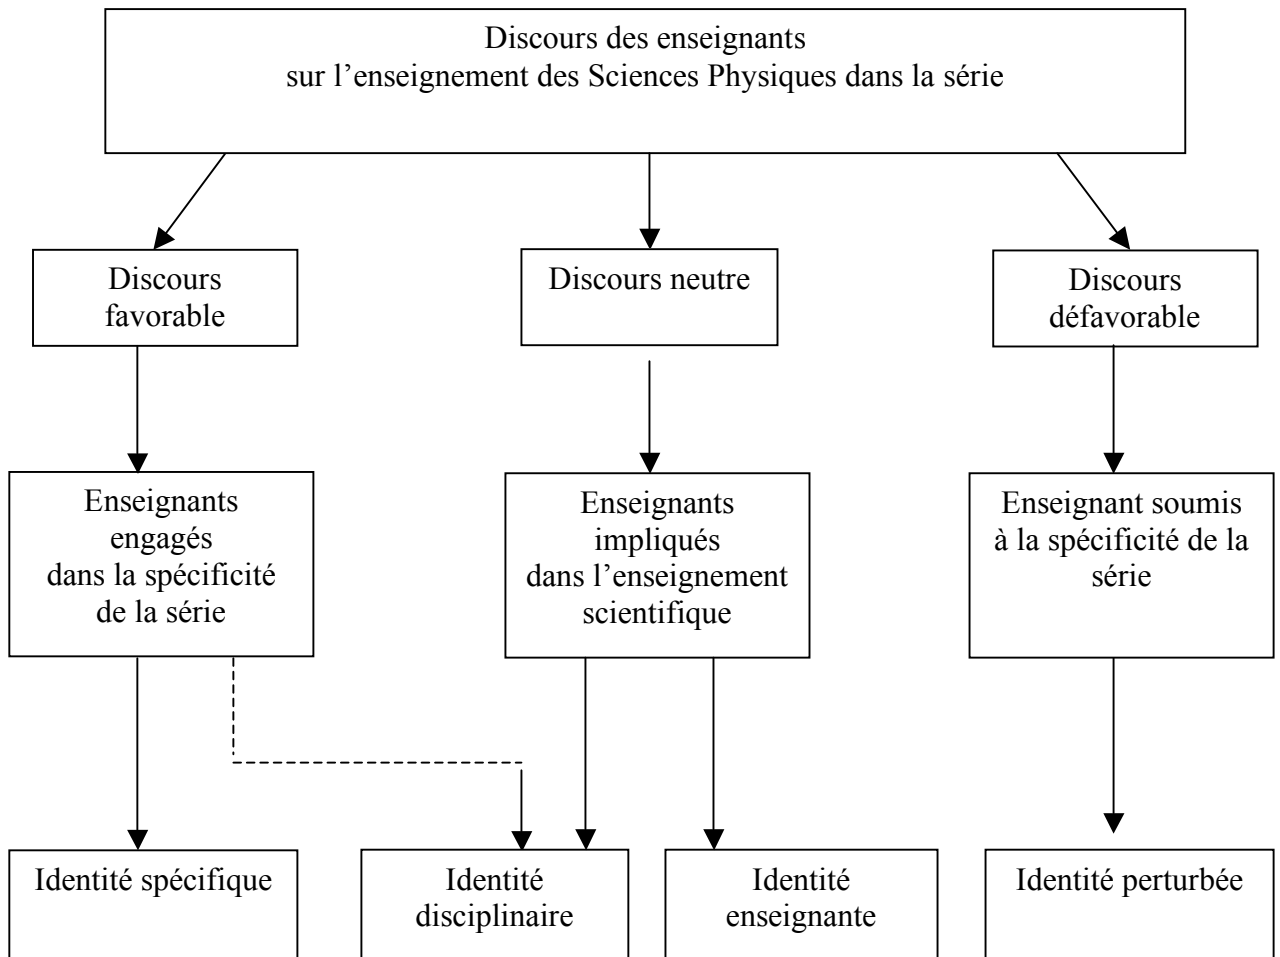 Discours des enseignants
sur l’enseignement des Sciences Physiques dans la série
Discours
favorable
Discours neutre
Discours
défavorable
Enseignants
engagés
dans la spécificité
de la série
Enseignants
impliqués
dans l’enseignement
scientifique
Enseignant soumis
à la spécificité de la
série
Identité spécifique
Identité
disciplinaire
Identité
enseignante
Identité perturbée